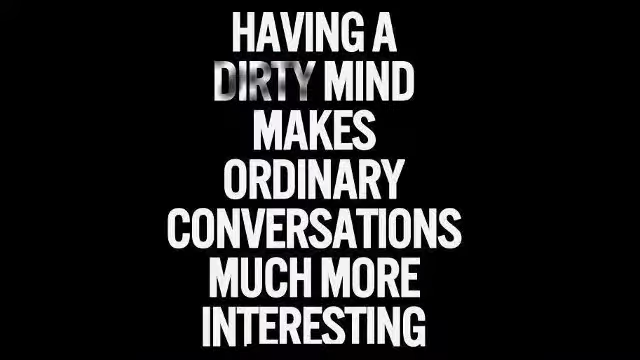 HAVING A
DIRTY MIND
MAKES
ORDINARY
CONVERSATIONS
MUCH MORE
INTERESTING